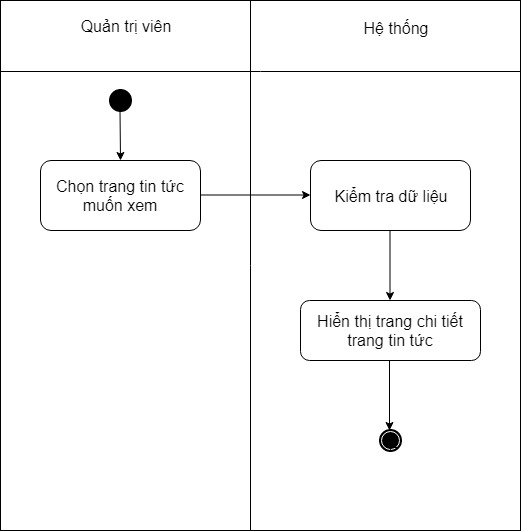 Quản trị viên
Hệ thống
Chọn trang tin tức
muốn xem
Kiểm tra dữ liệu
Hiển thị trang chi tiết
trang tin tức